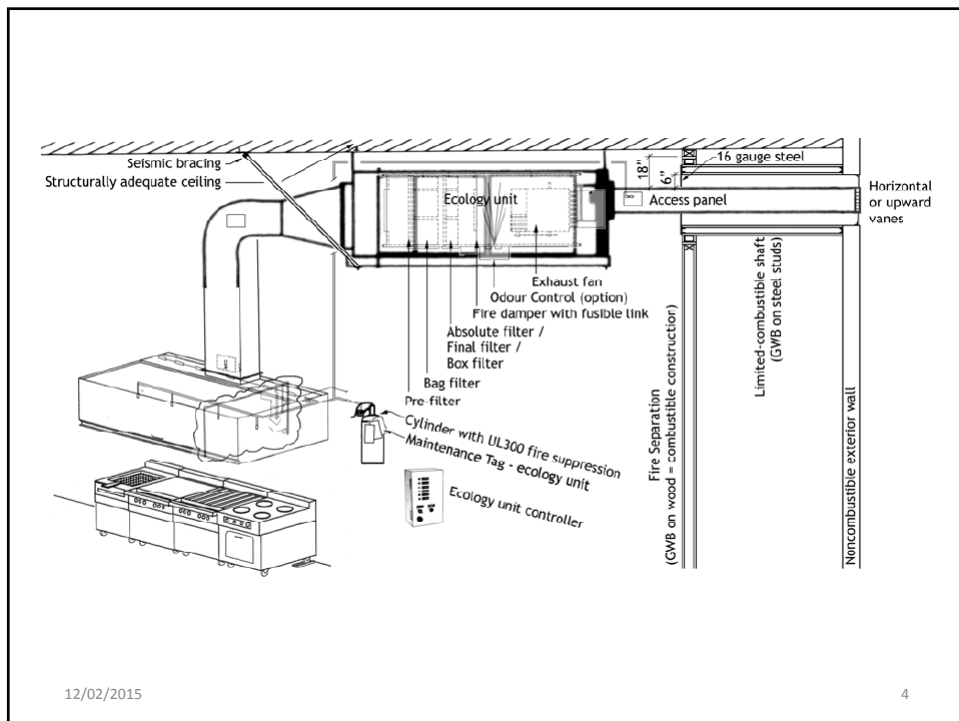 Seismic bracing
Structurally adequate ceiling
Ecology unit
18"
6"
16 gauge steel
Access panel
Horizontal
or upward
vanes
Exhaust fan
Odour Control (option)
Fire damper with fusible link
Absolute filter /
Final filter /
Box filter
Bag filter
Pre-filter
Cylinder with UL300 fire suppression
Maintenance Tag - ecology unit
Ecology unit controller
Fire Separation
(GWB on wood = combustible construction)
Limited-combustible shaft
(GWB on steel studs)
Noncombustible exterior wall
12/02/2015
4